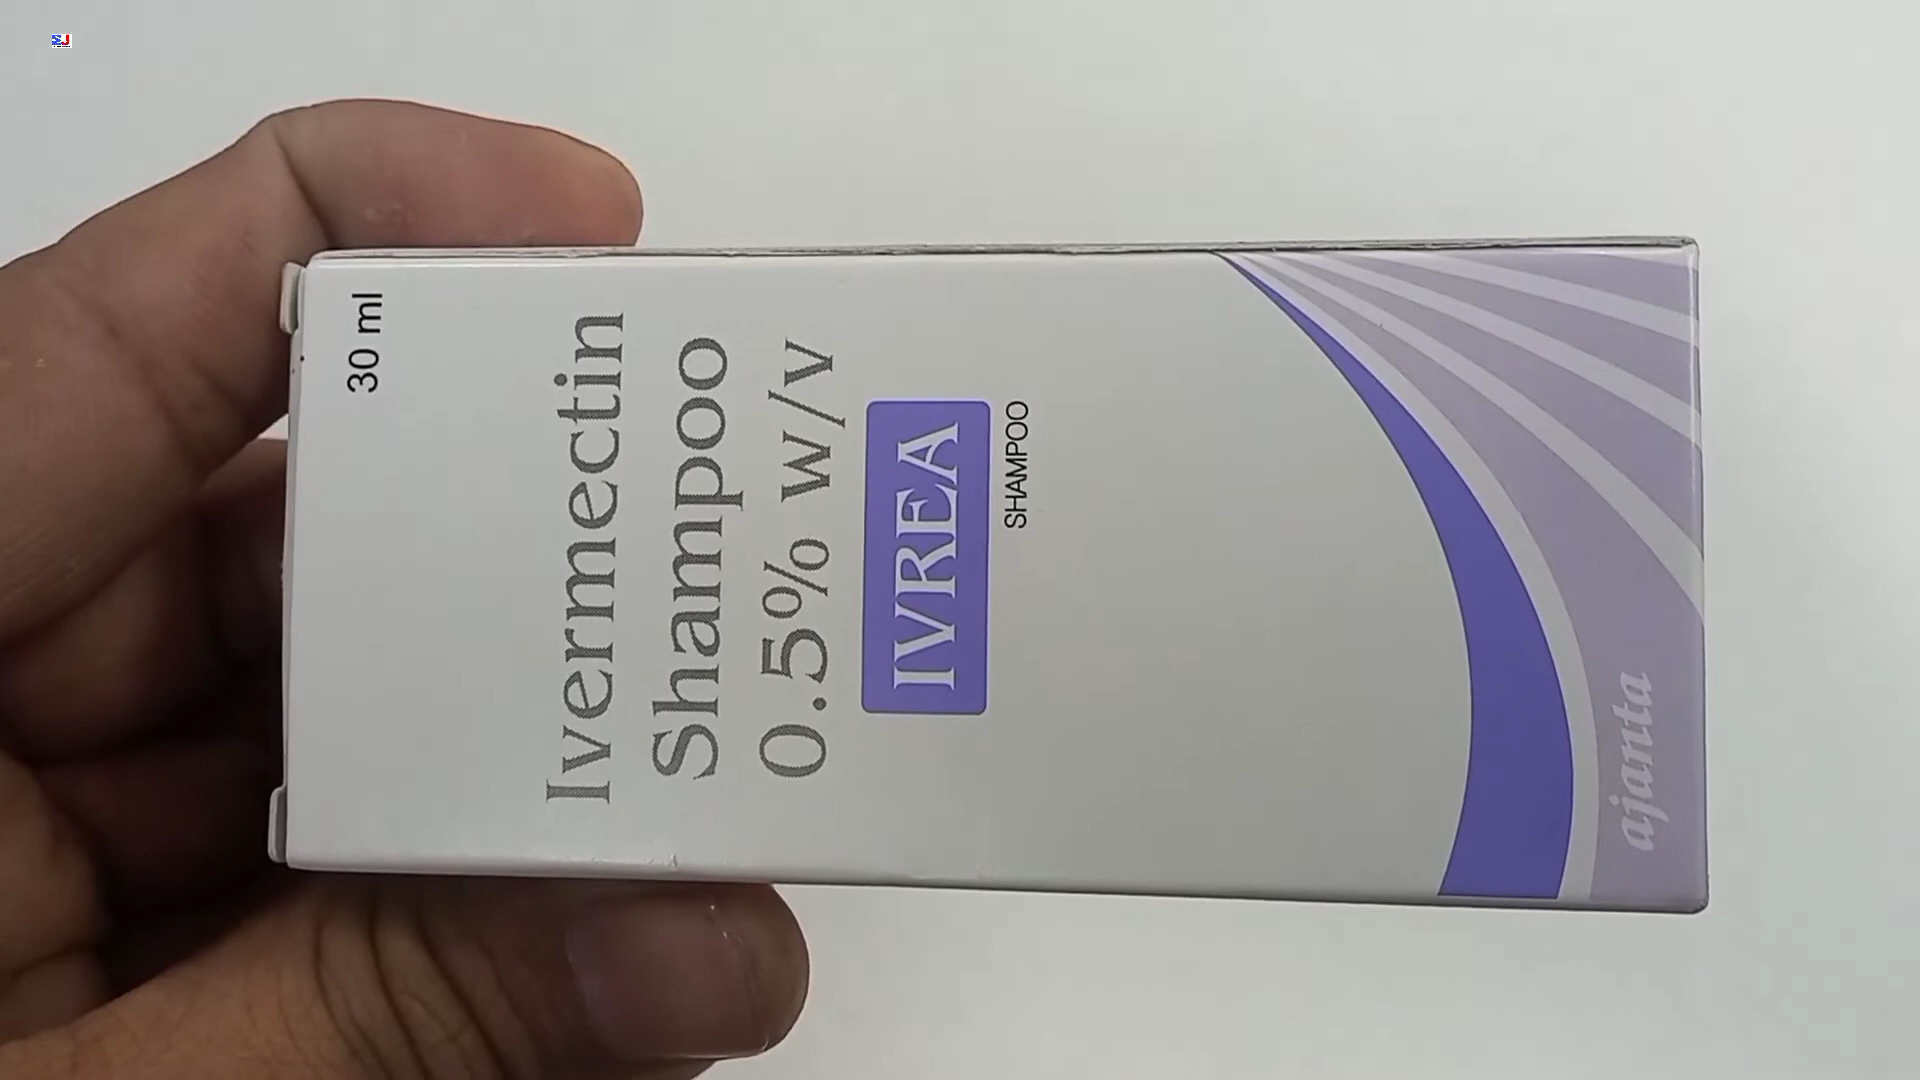 30 ml
Ivermectin
Shampoo
0.5% w/v
IVREA
SHAMPOO
ajanta